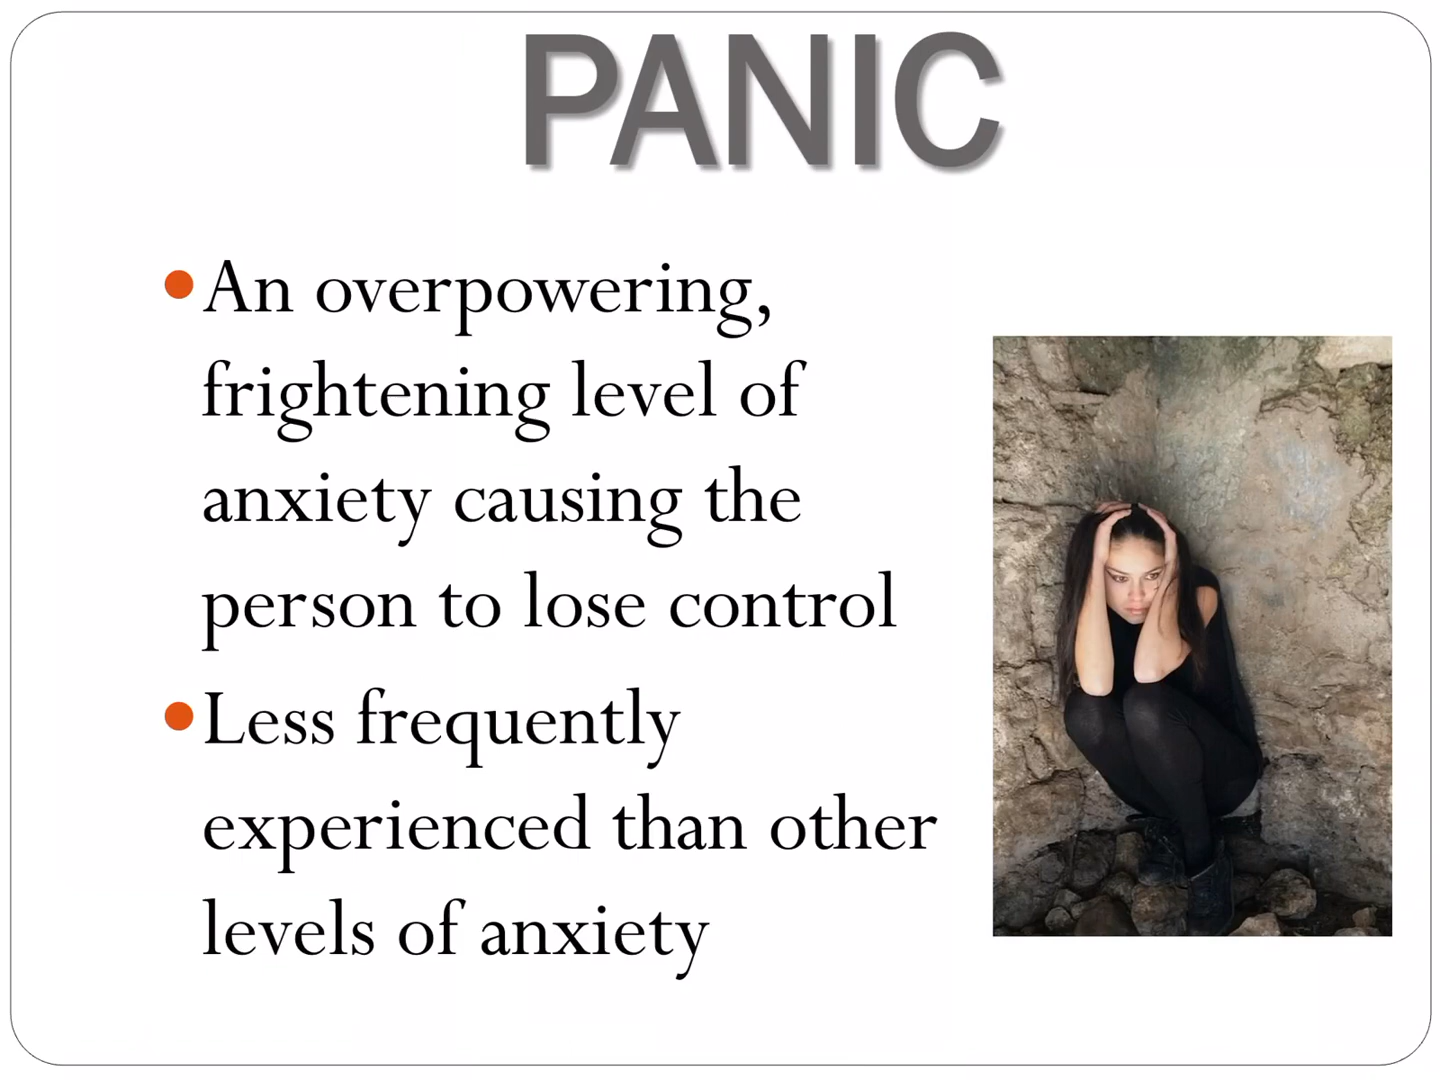 PANIC
An overpowering,
frightening level of
anxiety causing the
person to lose control
Less frequently
experienced than other
levels of anxiety